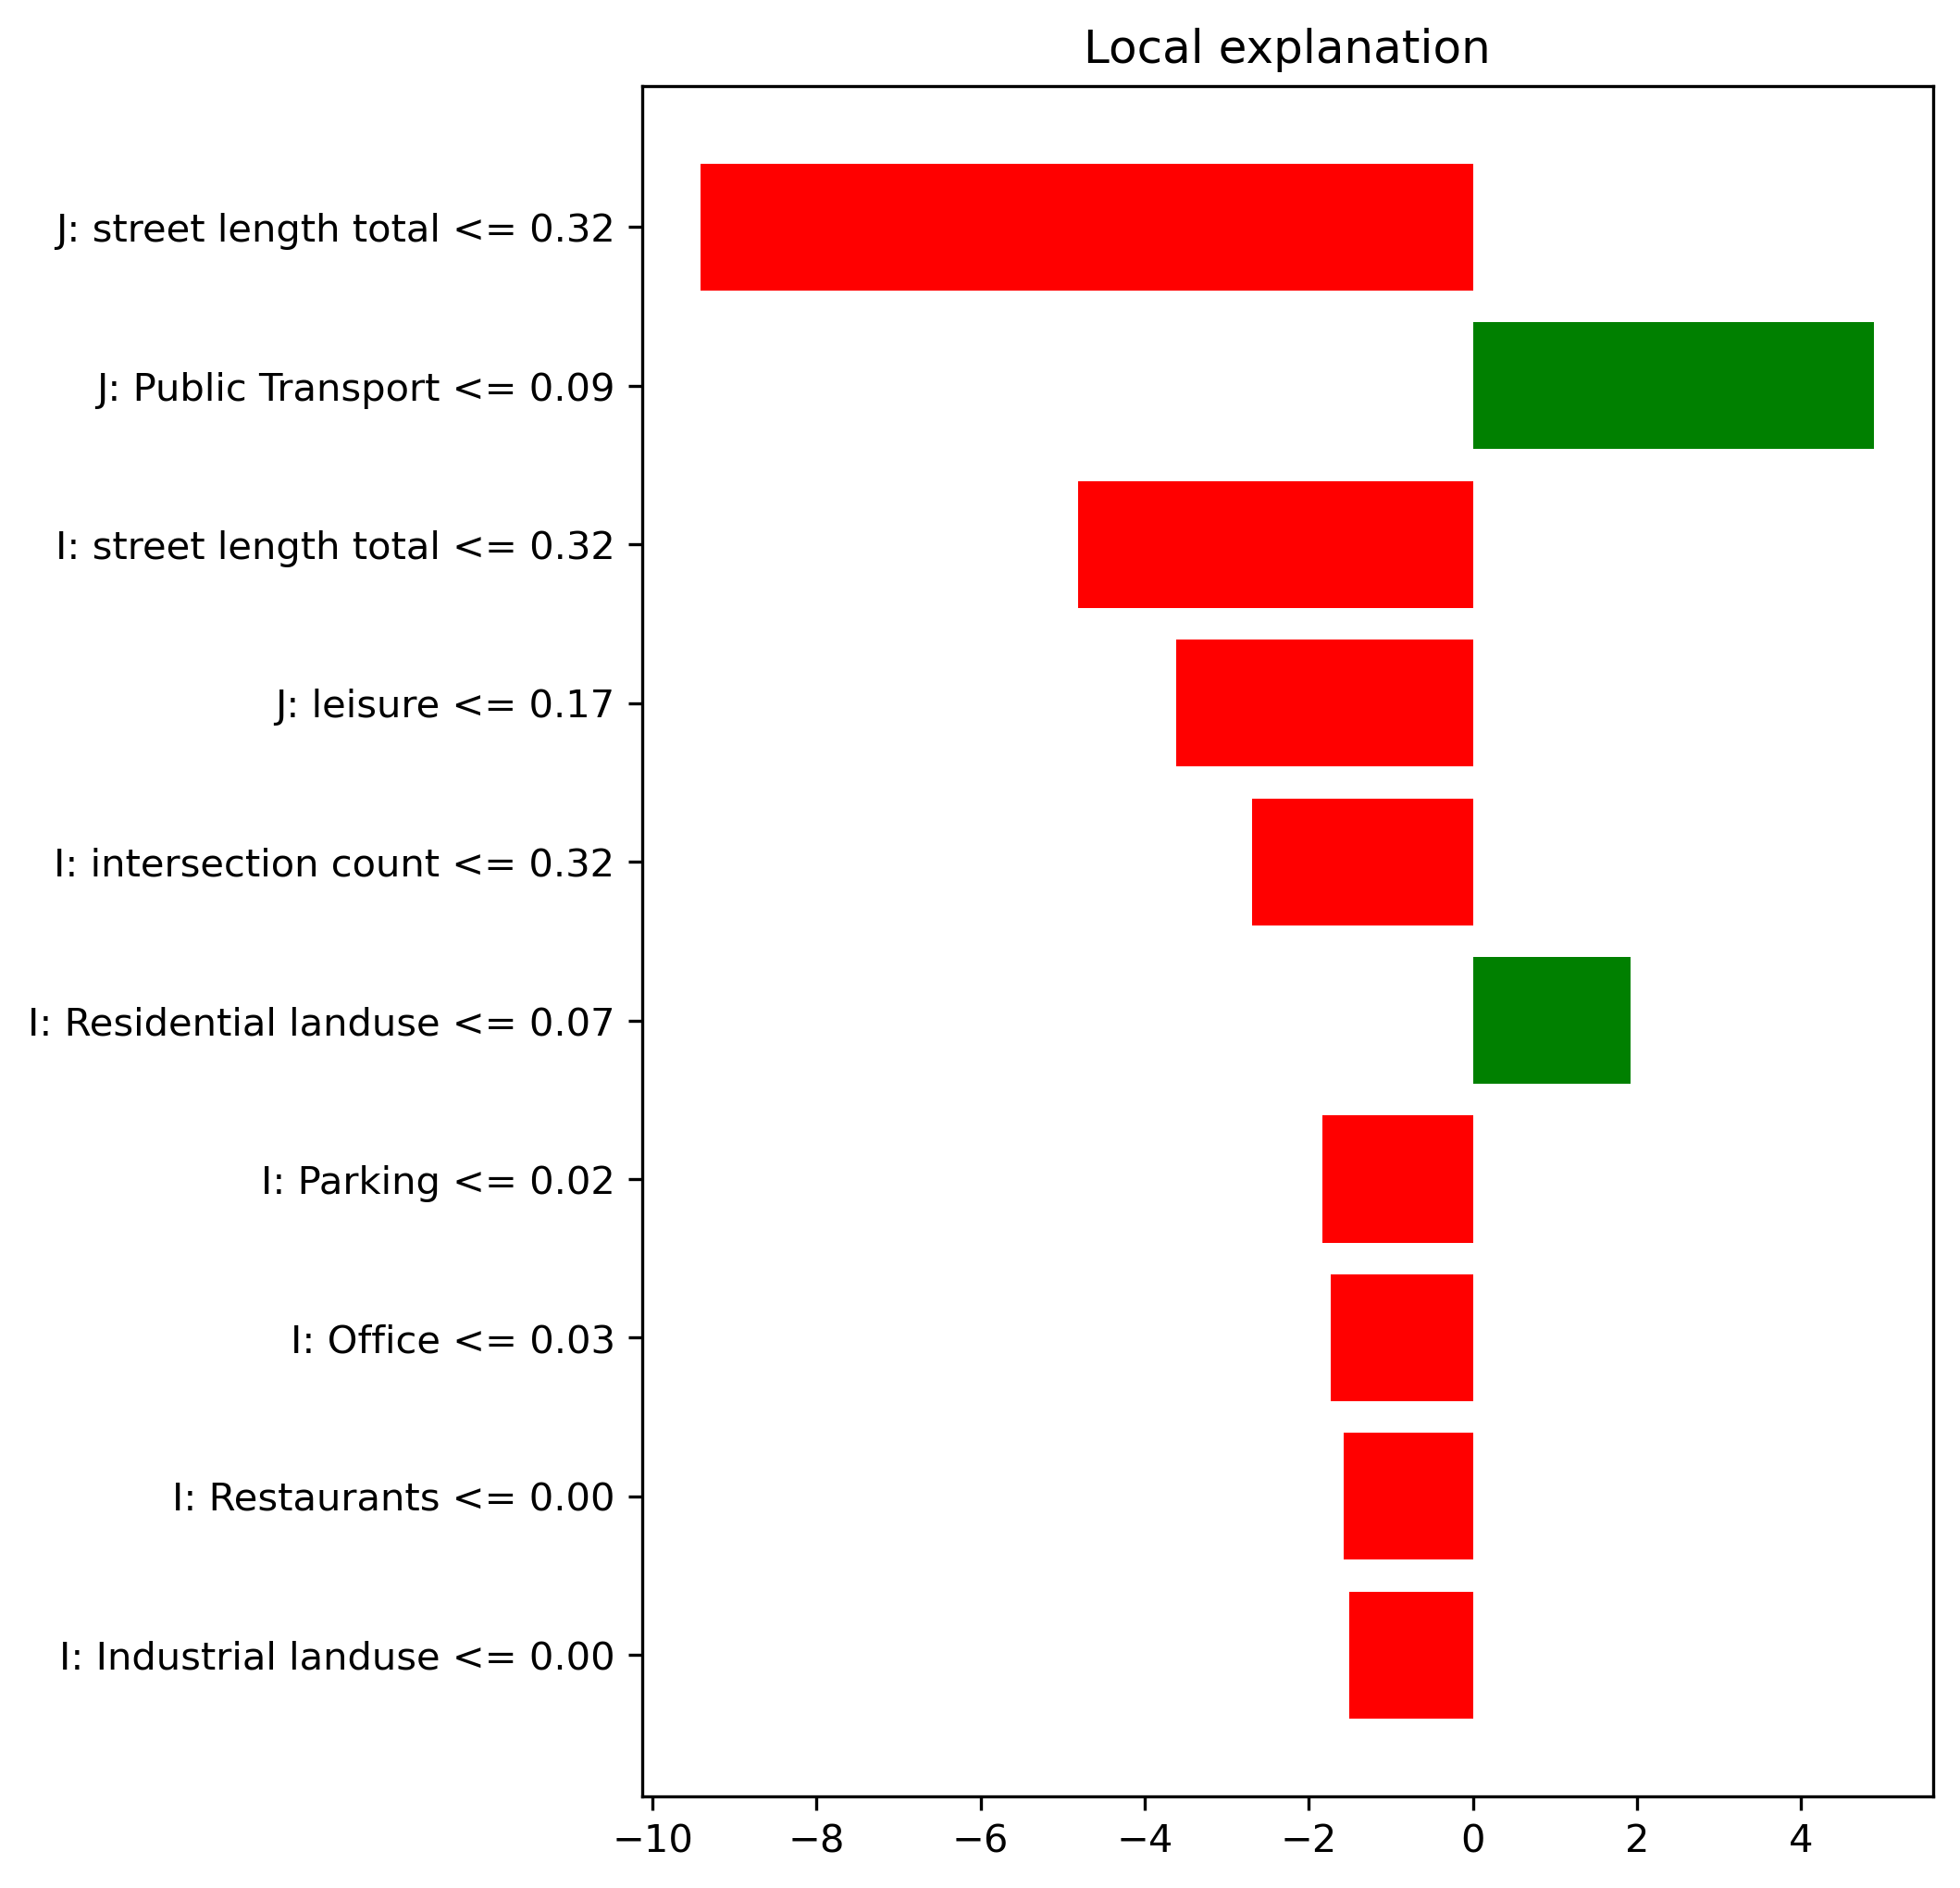 Local explanation
J: street length total <= 0.32
J: Public Transport <= 0.09
I: street length total <= 0.32
J: leisure <= 0.17
I: intersection count <= 0.32
I: Residential landuse <= 0.07
I: Parking <= 0.02
I: Office <= 0.03
I: Restaurants <= 0.00
I: Industrial landuse <= 0.00
−10 −8 −6 −4 −2 0 2 4